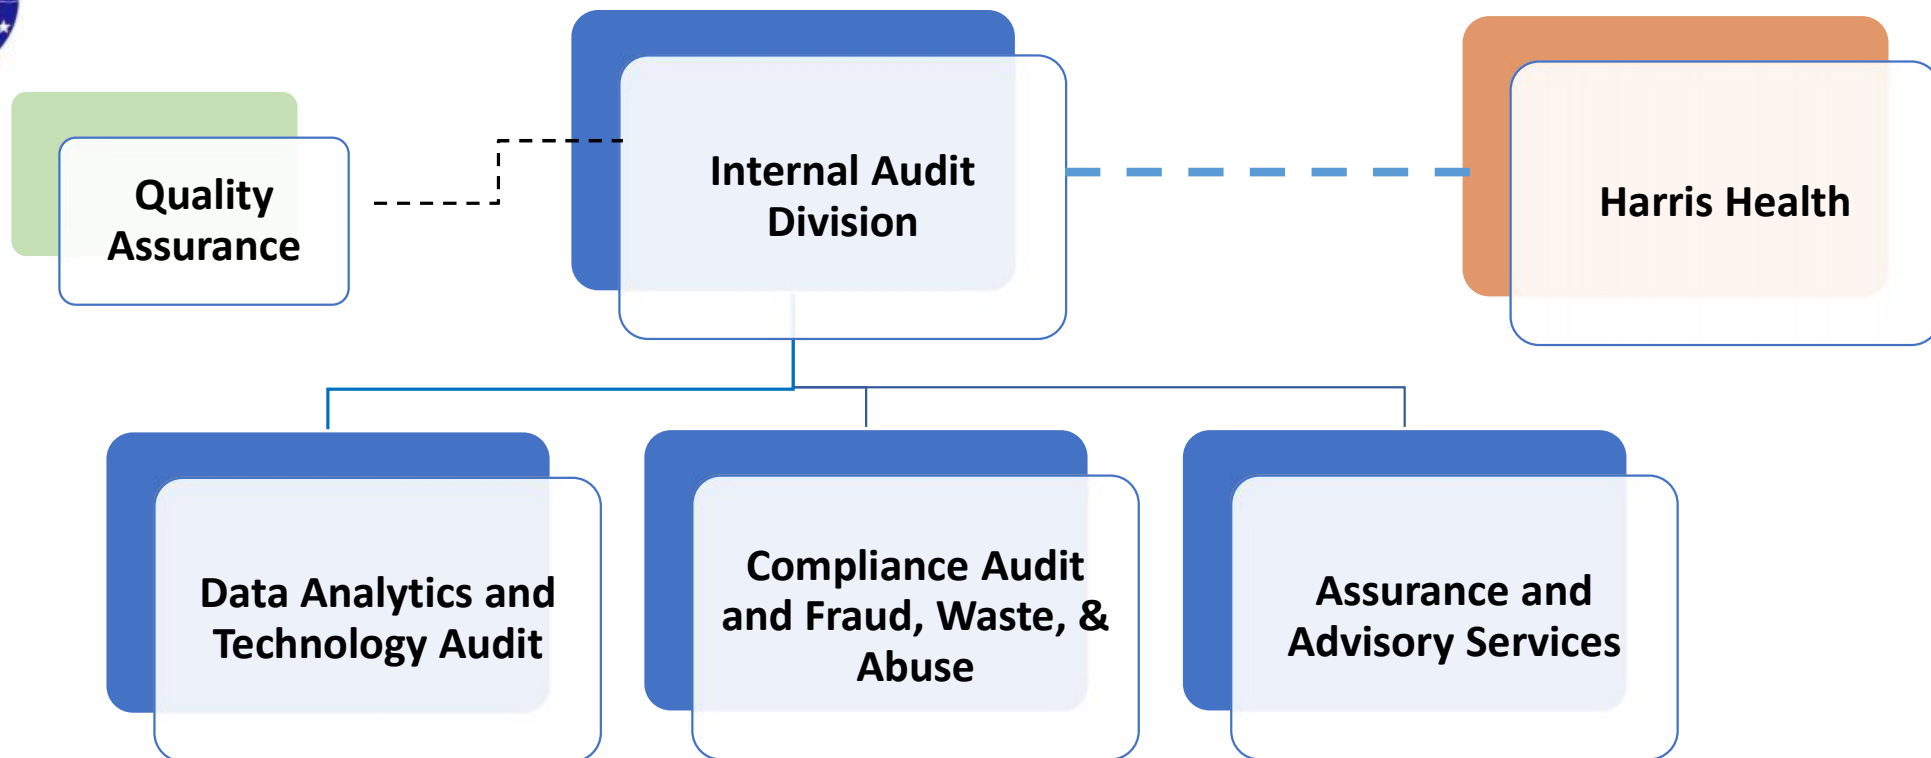 Quality
Assurance
Internal Audit
Division
Harris Health
Data Analytics and
Technology Audit
Compliance Audit
and Fraud, Waste, &
Abuse
Assurance and
Advisory Services